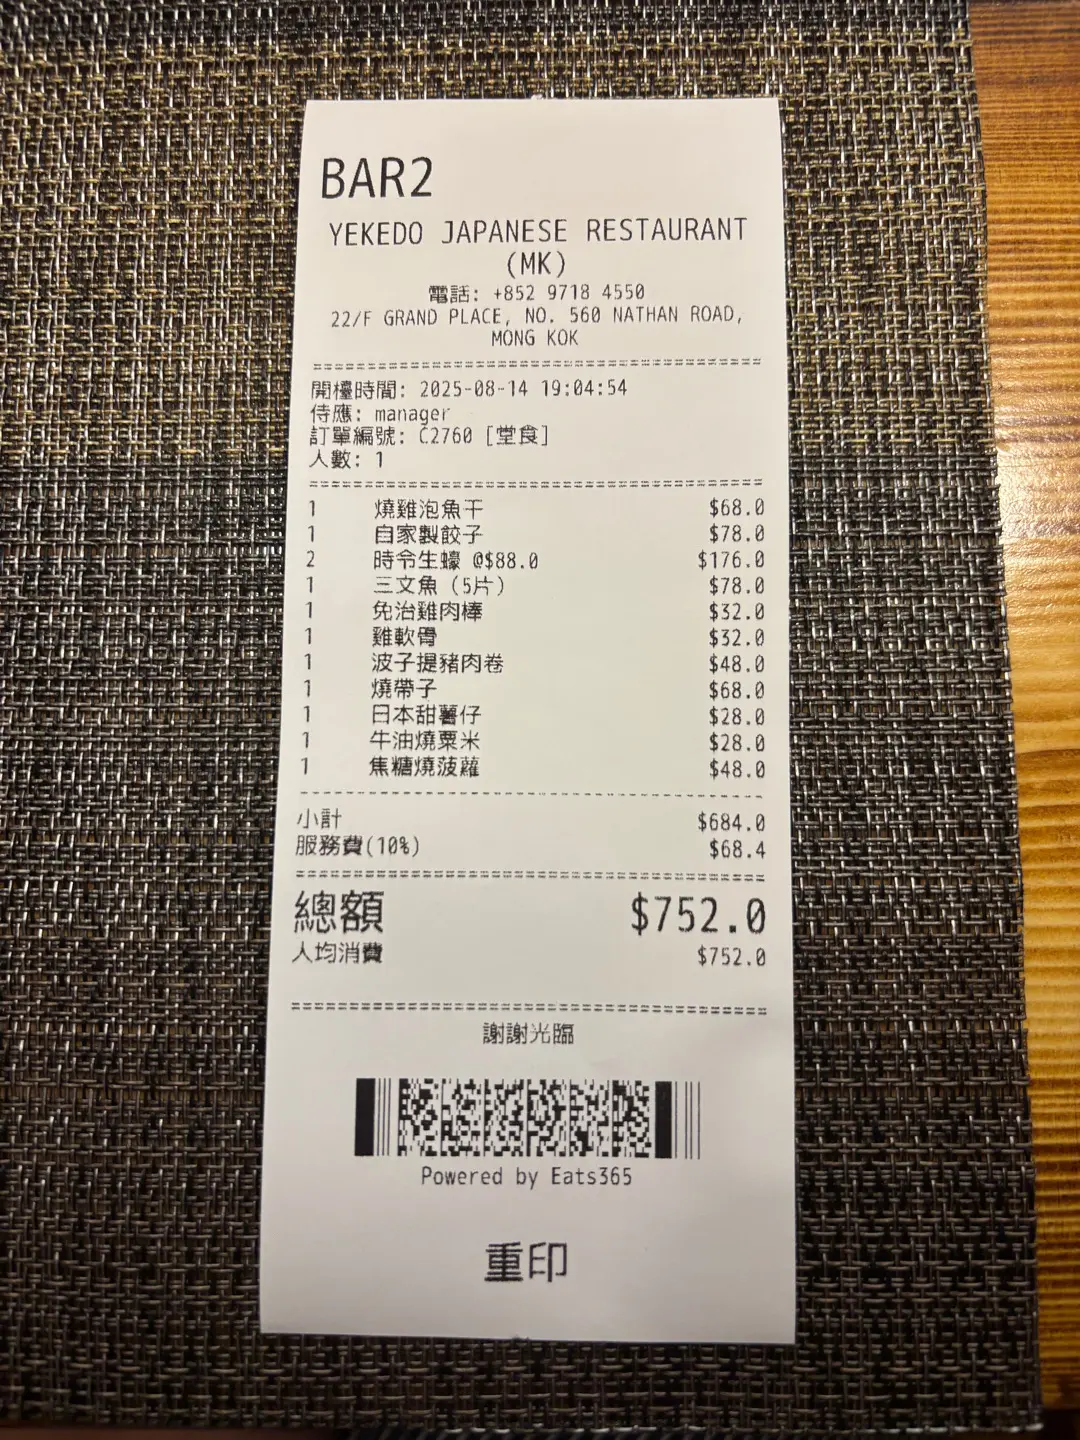 BAR2
YEKEDO JAPANESE RESTAURANT
(MK)
電話: +852 9718 4550
22/F GRAND PLACE, NO. 560 NATHAN ROAD,
MONG KOK
開檯時間: 2025-08-14 19:04:54
侍應: manager
訂單編號: C2760 [堂食]
人數: 1
1 燒雞泡魚干 $68.0
1 自家製餃子 $78.0
2 時令生蠔 @$88.0 $176.0
1 三文魚 (5片) $78.0
1 免治雞肉棒 $32.0
1 雞軟骨 $32.0
1 波子提豬肉卷 $48.0
1 燒帶子 $68.0
1 日本甜薯仔 $28.0
1 牛油燒粟米 $28.0
1 焦糖燒菠蘿 $48.0
小計 $684.0
服務費(10%) $68.4
總額 $752.0
人均消費 $752.0
謝謝光臨
Powered by Eats365
重印